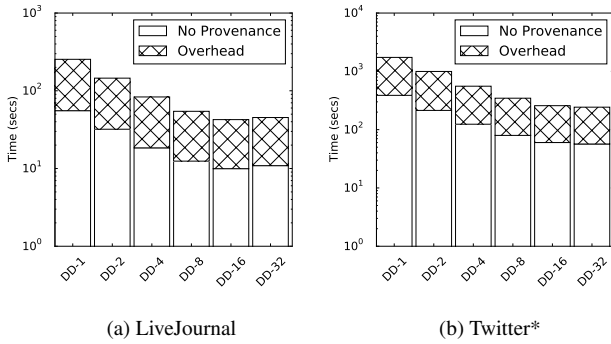 10³
10²
10¹
10⁰
Time (secs)
No Provenance
Overhead
DD-1
DD-2
DD-4
DD-8
DD-16
DD-32
(a) LiveJournal
10⁴
10³
10²
10¹
10⁰
Time (secs)
No Provenance
Overhead
DD-1
DD-2
DD-4
DD-8
DD-16
DD-32
(b) Twitter*